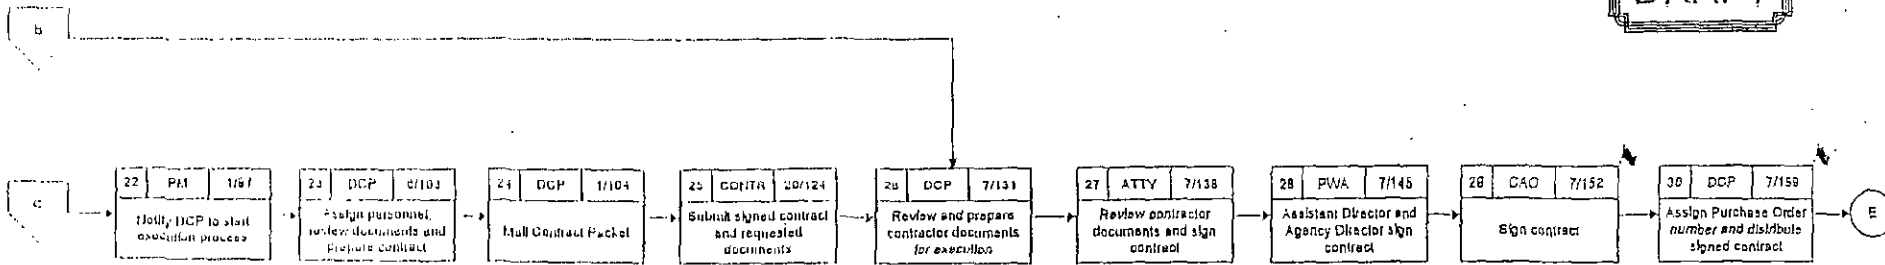 B
C
22 PM 1/97
Notify DCP to start
execution process
23 DCP 6/103
Assign personnel,
review documents and
prepare contract
24 DCP 1/104
Mail Contract Packet
25 CONTR 20/124
Submit signed contract
and requested
documents
26 DCP 7/131
Review and prepare
contractor documents
for execution
27 ATTY 7/138
Review contractor
documents and sign
contract
28 PWA 7/145
Assistant Director and
Agency Director sign
contract
29 CAO 7/152
Sign contract
30 DCP 7/159
Assign Purchase Order
number and distribute
signed contract
E